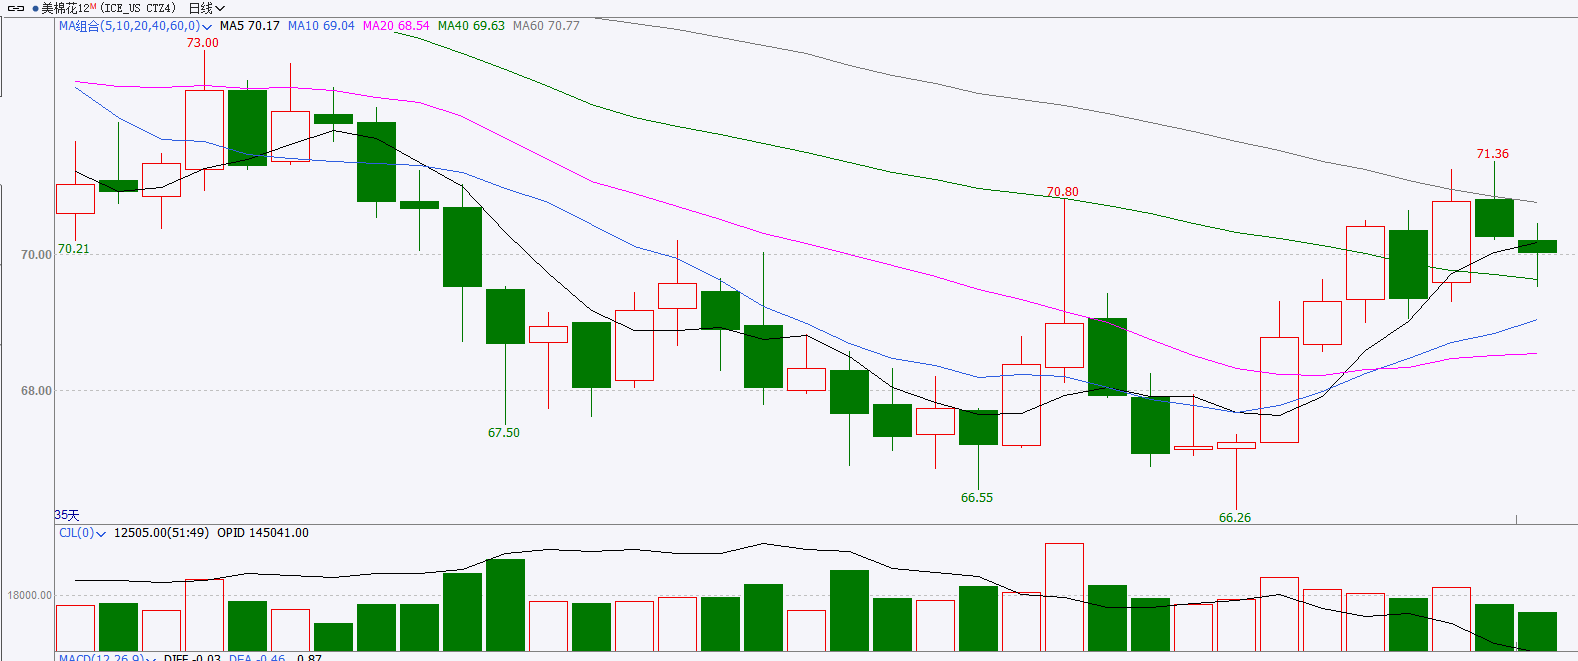 美棉花12M(ICE_US CTZ4) 日线
MA组合(5,10,20,40,60,0) MA5 70.17 MA10 69.04 MA20 68.54 MA40 69.63 MA60 70.77
73.00
71.36
70.80
70.21
70.00
68.00
67.50
66.55
66.26
35天
CJL(0) 12505.00(51:49) OPID 145041.00
18000.00
MACD(12,26,9) DIFF -0.03 DEA -0.46 0.87